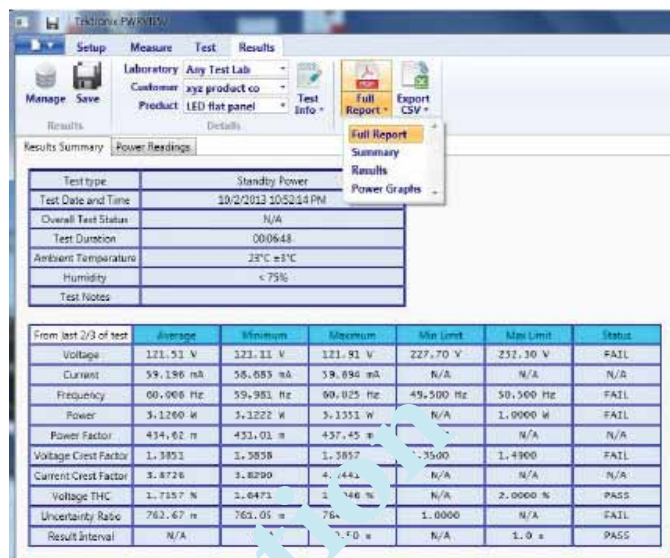 Tektronix PWRVIEW
Setup Measure Test Results
Manage Save
Laboratory Any Test Lab
Customer xyz product co
Product LED flat panel
Test Info
Full Report
Export CSV
Results Details
Full Report
Summary
Results
Power Graphs
Results Summary Power Readings
Test type Standby Power
Test Date and Time 10/2/2013 10:52:14 PM
Overall Test Status N/A
Test Duration 00:06:48
Ambient Temperature 23°C ±3°C
Humidity < 75%
Test Notes
From last 2/3 of test Average Minimum Maximum Min Limit Max Limit Status
Voltage 121.51 V 121.11 V 121.91 V 227.70 V 232.30 V FAIL
Current 59.196 mA 58.685 mA 59.694 mA N/A N/A N/A
Frequency 60.006 Hz 59.981 Hz 60.025 Hz 49.500 Hz 50.500 Hz FAIL
Power 3.1260 W 3.1222 W 3.1351 W N/A 1.0000 W FAIL
Power Factor 434.62 m 431.01 m 437.45 m N/A N/A
Voltage Crest Factor 1.3851 1.3838 1.3857 1.4900 FAIL
Current Crest Factor 3.8726 3.8290 N/A N/A
Voltage THC 1.7157 % 1.6471 % N/A 2.0000 % PASS
Uncertainty Ratio 762.67 m 761.05 m 1.0000 N/A FAIL
Result Interval N/A N/A 1.0 s PASS
tion